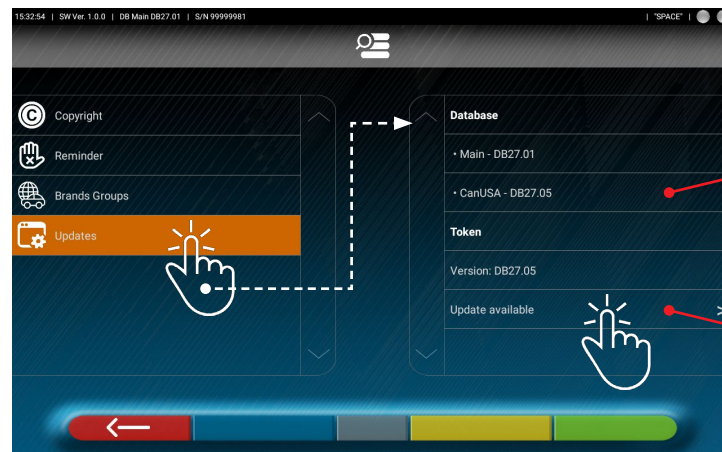 15:32:54 | SW Ver. 1.0.0 | DB Main DB27.01 | S/N 99999981 | "SPACE" |
Copyright
Reminder
Brands Groups
Updates
Database
• Main - DB27.01
• CanUSA - DB27.05
Token
Version: DB27.05
Update available >